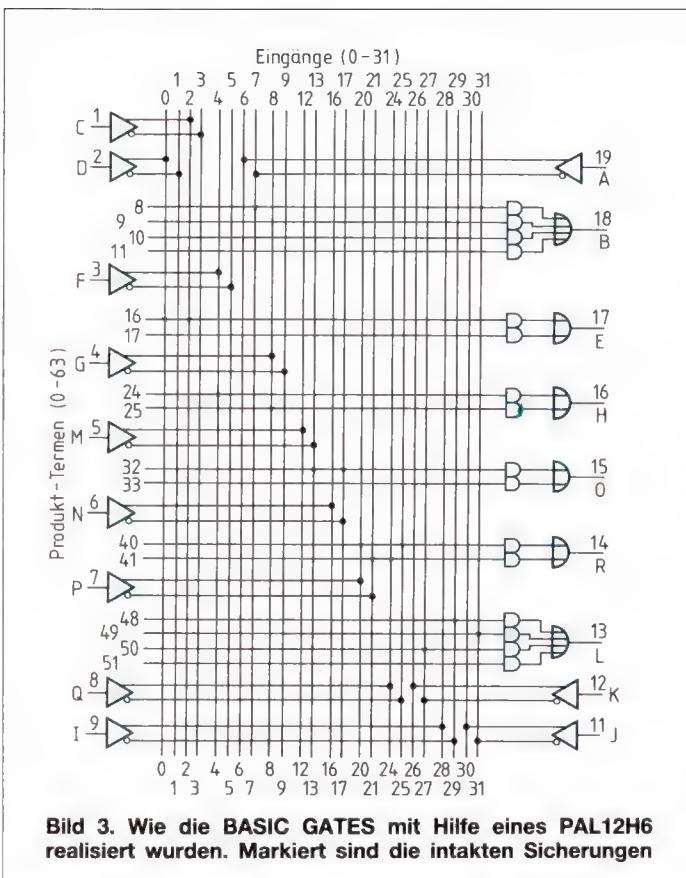 Eingänge (0-31)
1 3 5 7 9 13 17 21 25 27 29 31
0 2 4 6 8 12 16 20 24 26 28 30
C 1
D 2
19
A
8
9
10
11
18
B
F 3
16
17
17
E
G 4
24
25
16
H
M 5
32
33
15
O
N 6
40
41
14
R
P 7
48
49
50
51
13
L
Q 8
12 K
I 9
11 J
Produkt-Termen (0-63)
0 2 4 6 8 12 16 20 24 26 28 30
1 3 5 7 9 13 17 21 25 27 29 31
Bild 3. Wie die BASIC GATES mit Hilfe eines PAL12H6
realisiert wurden. Markiert sind die intakten Sicherungen